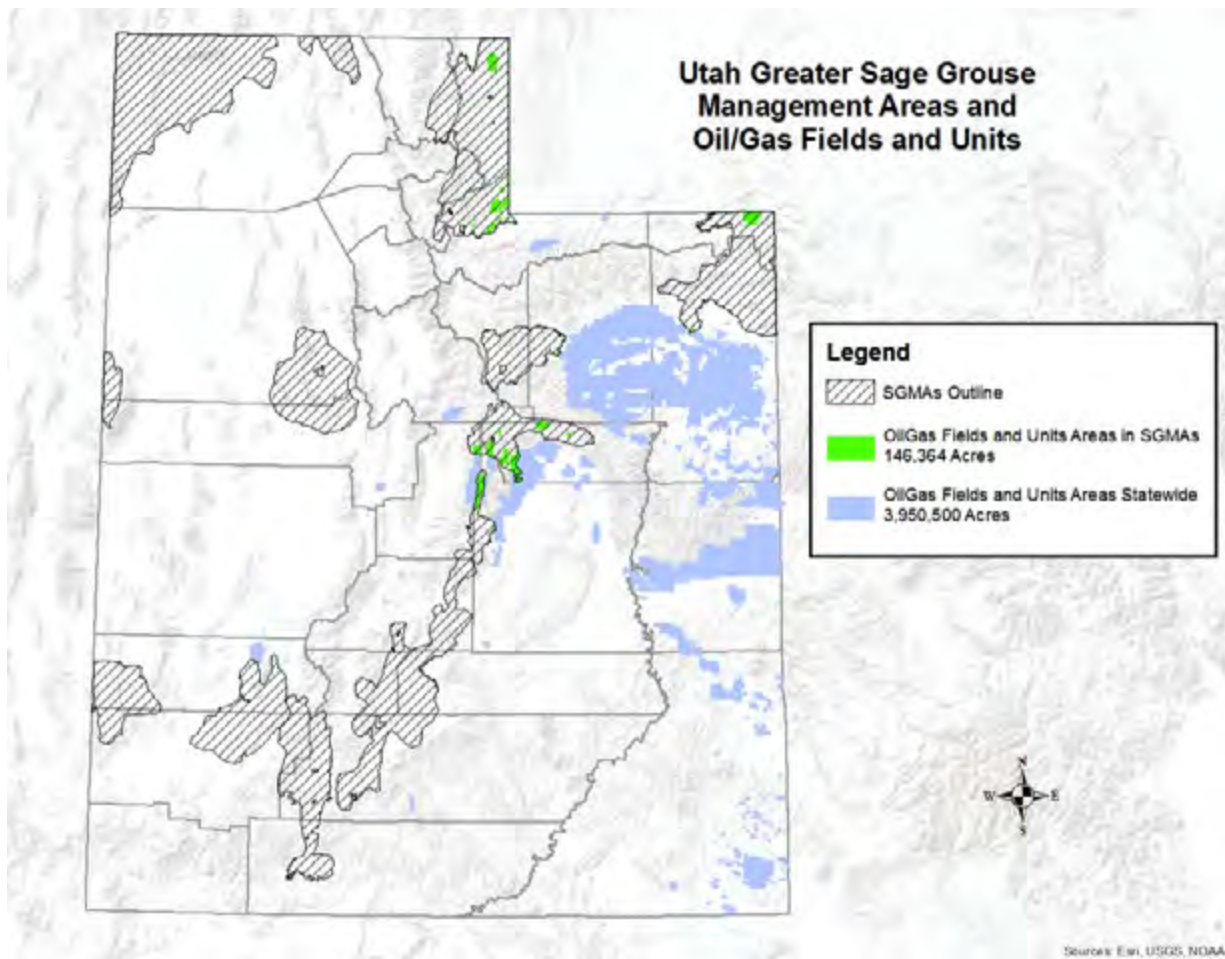 Utah Greater Sage Grouse
Management Areas and
Oil/Gas Fields and Units
Legend
SGMAs Outline
OilGas Fields and Units Areas in SGMAs
146,364 Acres
OilGas Fields and Units Areas Statewide
3,950,500 Acres
N
W E
S
Sources: Esri, USGS, NOAA